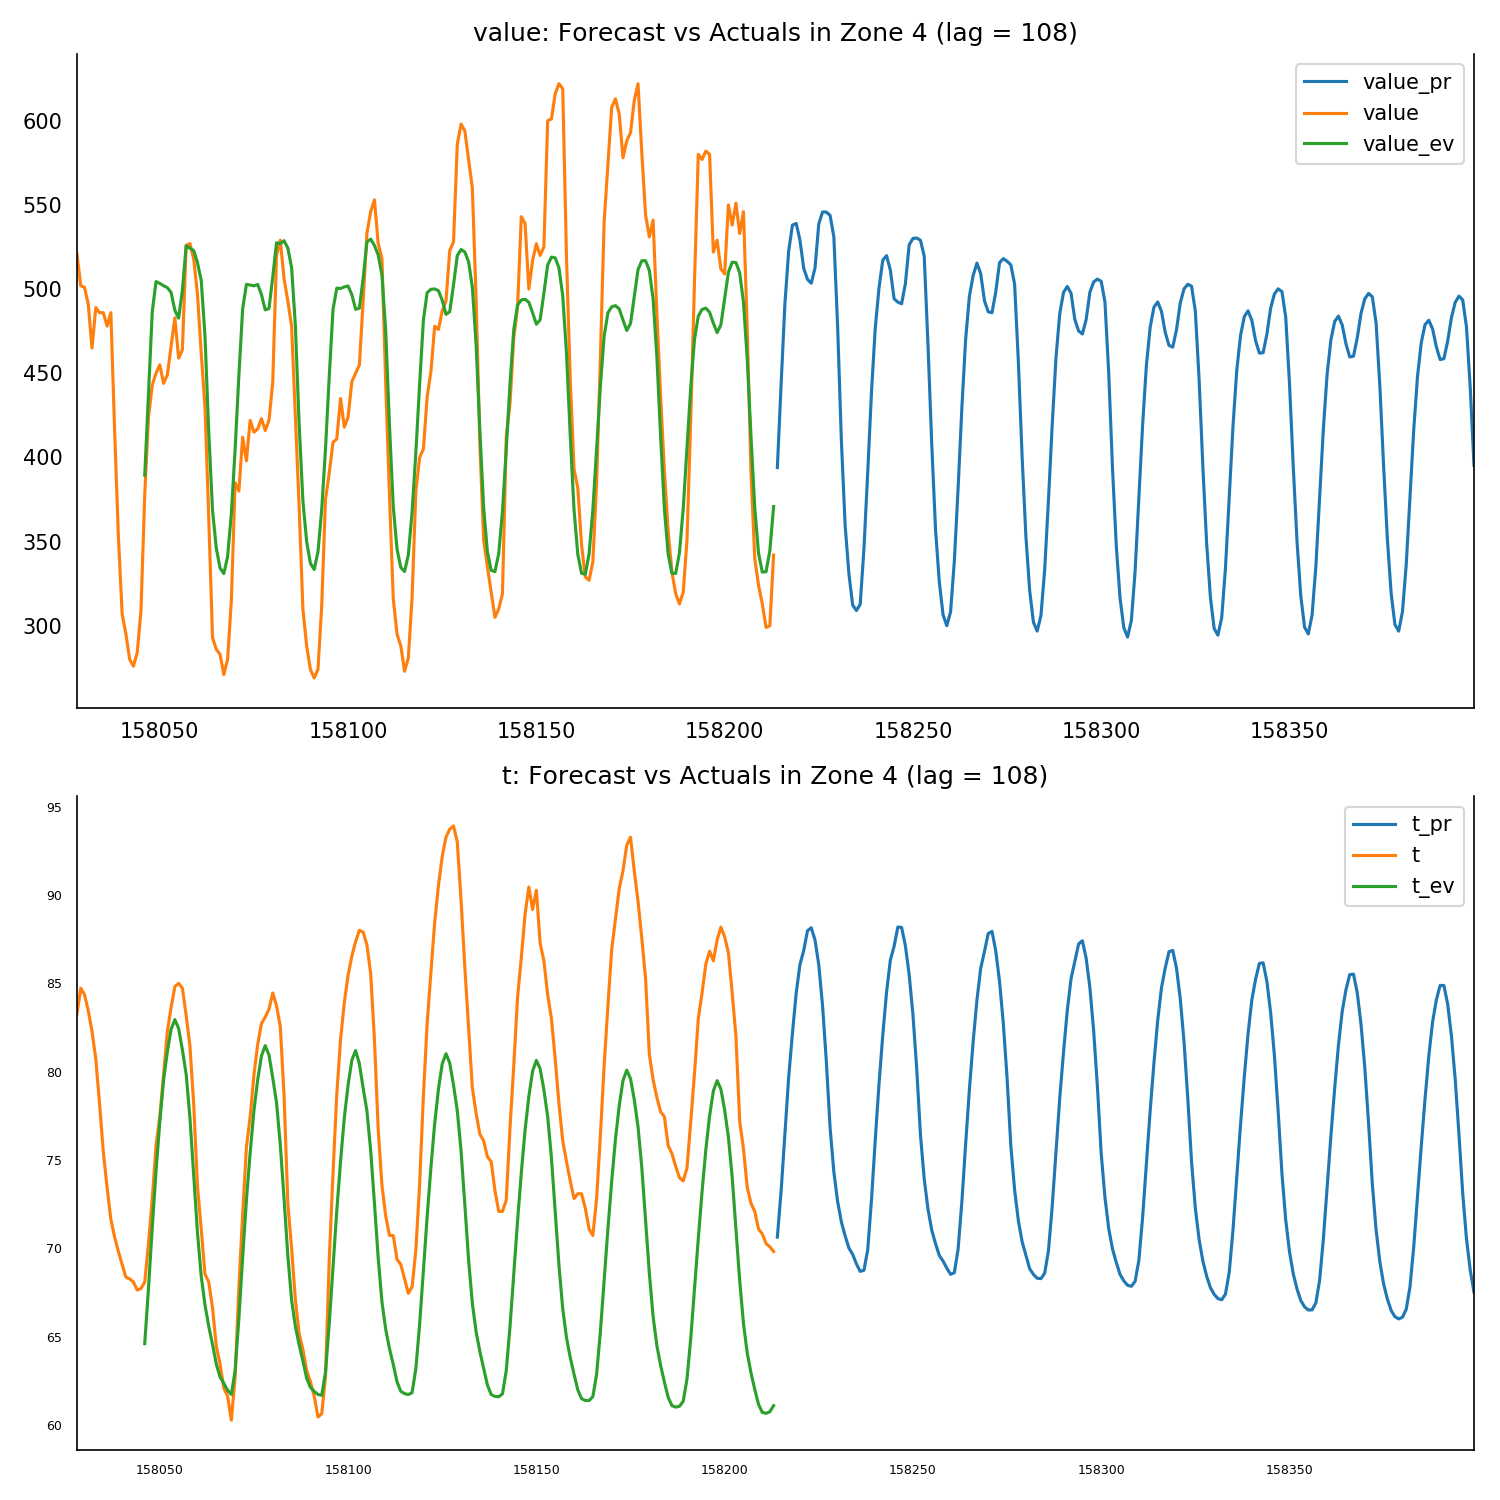 value: Forecast vs Actuals in Zone 4 (lag = 108)
value_pr
value
value_ev
600
550
500
450
400
350
300
158050 158100 158150 158200 158250 158300 158350
t: Forecast vs Actuals in Zone 4 (lag = 108)
t_pr
t
t_ev
95
90
85
80
75
70
65
60
158050 158100 158150 158200 158250 158300 158350